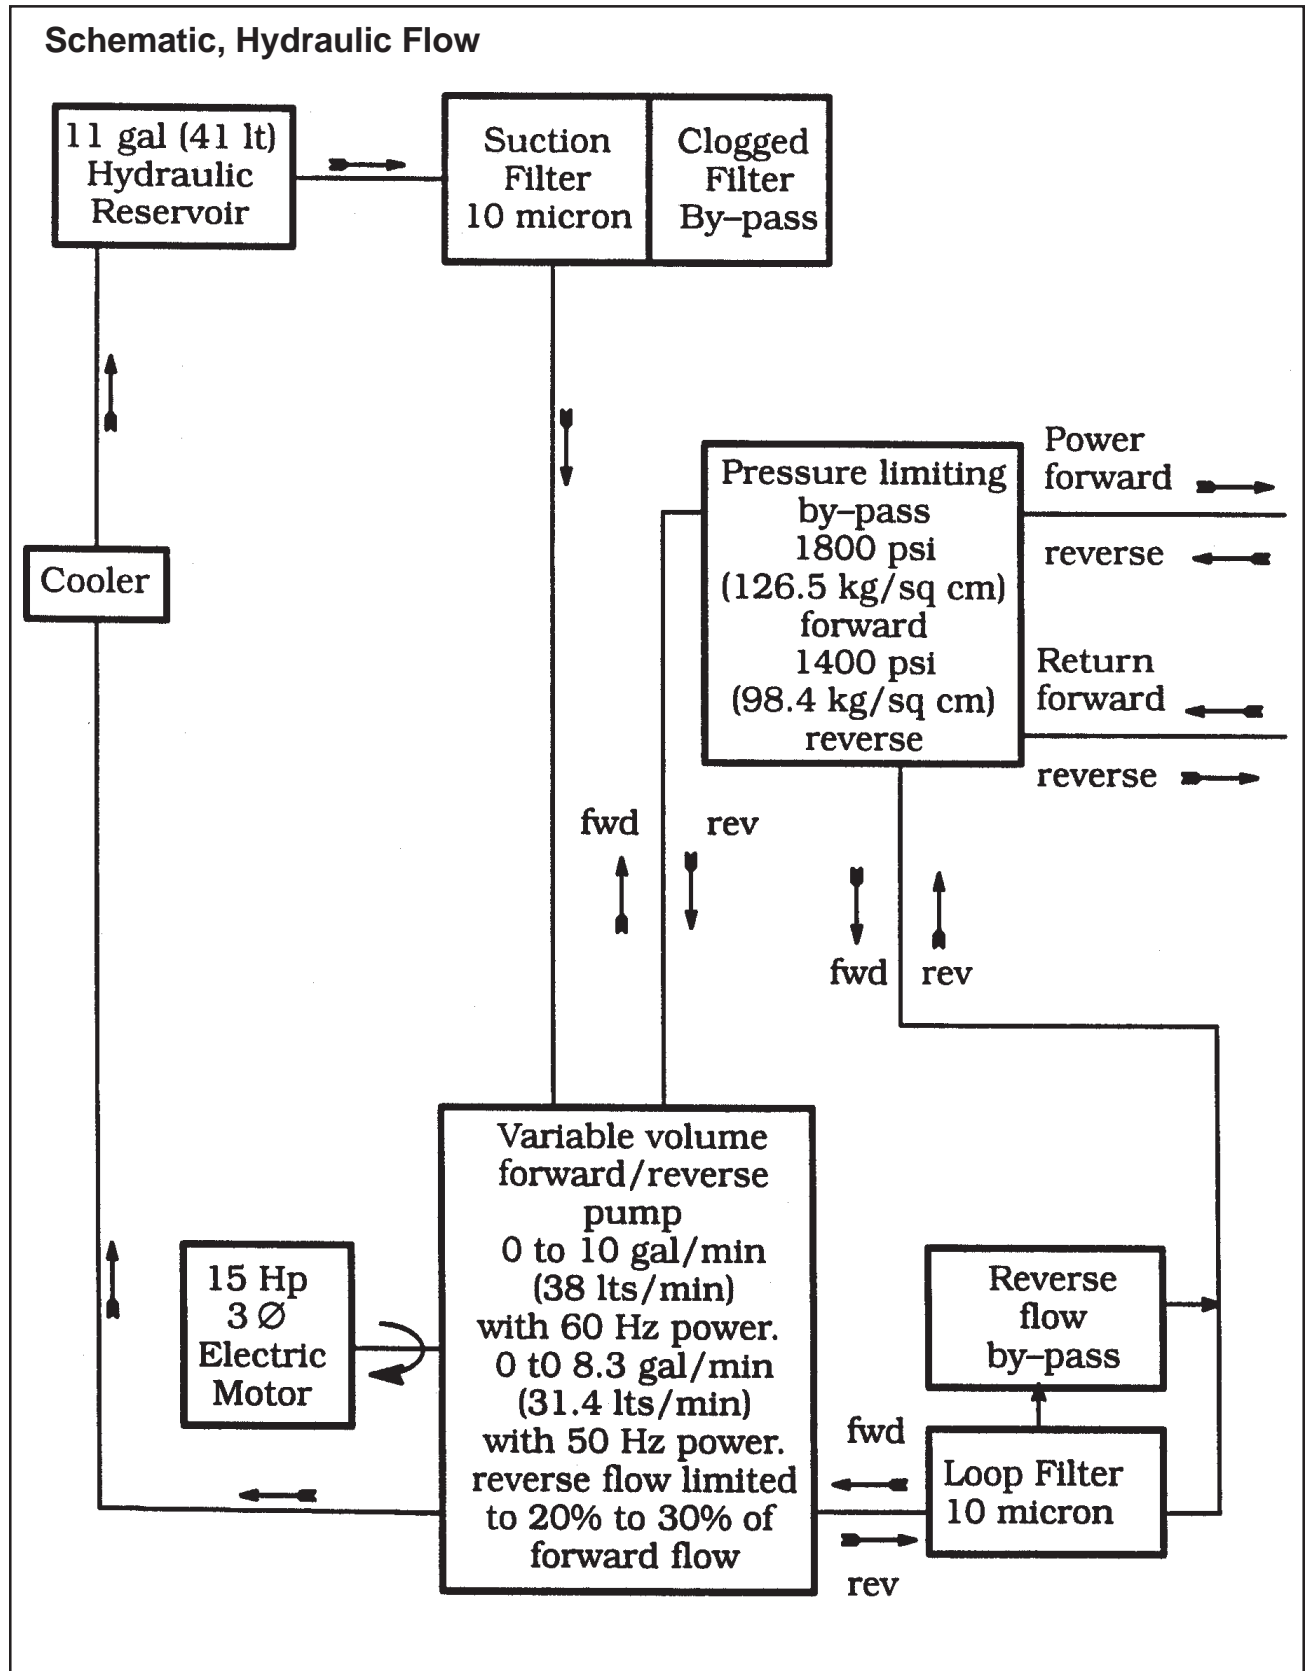 Schematic, Hydraulic Flow
11 gal (41 lt)
Hydraulic
Reservoir
Suction
Filter
10 micron
Clogged
Filter
By–pass
Cooler
Pressure limiting
by–pass
1800 psi
(126.5 kg/sq cm)
forward
1400 psi
(98.4 kg/sq cm)
reverse
Power
forward
reverse
Return
forward
reverse
fwd
rev
fwd
rev
15 Hp
3 Ø
Electric
Motor
Variable volume
forward/reverse
pump
0 to 10 gal/min
(38 lts/min)
with 60 Hz power.
0 t0 8.3 gal/min
(31.4 lts/min)
with 50 Hz power.
reverse flow limited
to 20% to 30% of
forward flow
Reverse
flow
by–pass
fwd
rev
Loop Filter
10 micron